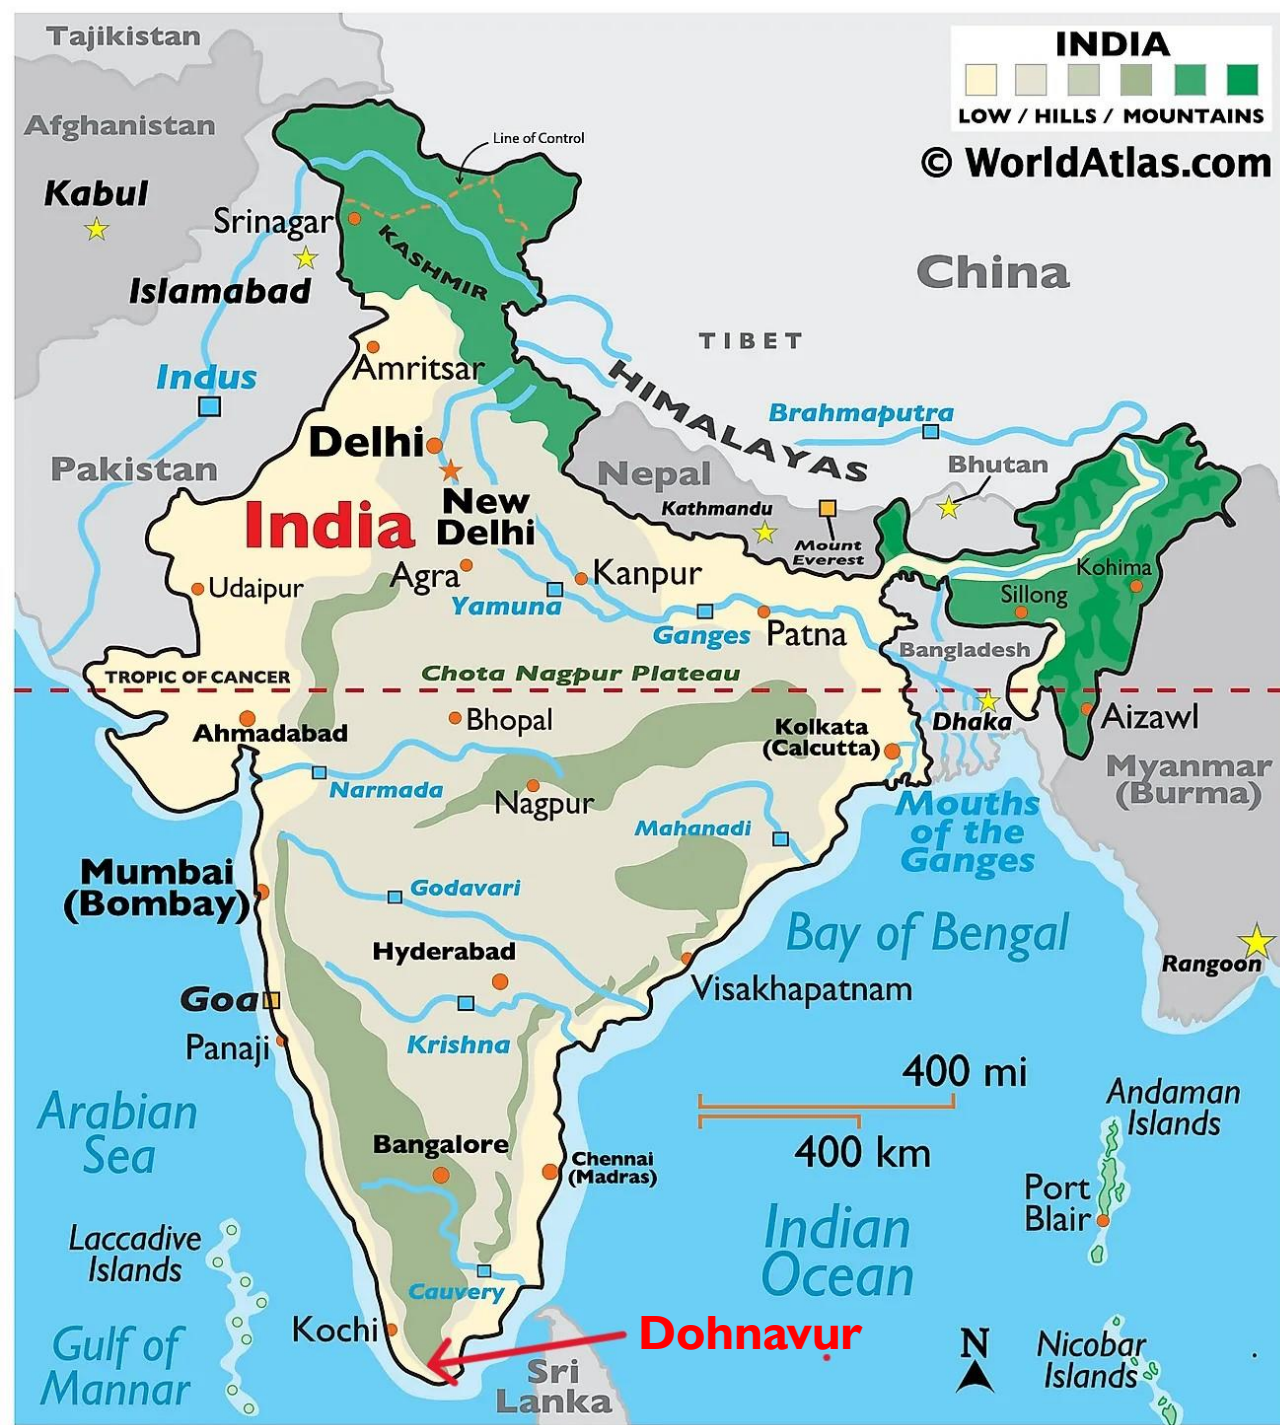 Tajikistan
INDIA
LOW / HILLS / MOUNTAINS
© WorldAtlas.com
Afghanistan
Line of Control
Kabul
Srinagar
KASHMIR
Islamabad
China
TIBET
Amritsar
Indus
HIMALAYAS
Brahmaputra
Delhi
Pakistan
Nepal
Bhutan
India
New
Delhi
Kathmandu
Mount
Everest
Agra
Kanpur
Kohima
Udaipur
Yamuna
Sillong
Ganges
Patna
Bangladesh
TROPIC OF CANCER
Chota Nagpur Plateau
Ahmadabad
Bhopal
Kolkata
(Calcutta)
Dhaka
Aizawl
Narmada
Nagpur
Myanmar
(Burma)
Mahanadi
Mouths
of the
Ganges
Mumbai
(Bombay)
Godavari
Bay of Bengal
Hyderabad
Rangoon
Goa
Visakhapatnam
Panaji
Krishna
400 mi
400 km
Arabian
Sea
Andaman
Islands
Bangalore
Chennai
(Madras)
Port
Blair
Laccadive
Islands
Indian
Ocean
Cauvery
Kochi
Dohnavur
Gulf of
Mannar
Sri
Lanka
N
Nicobar
Islands